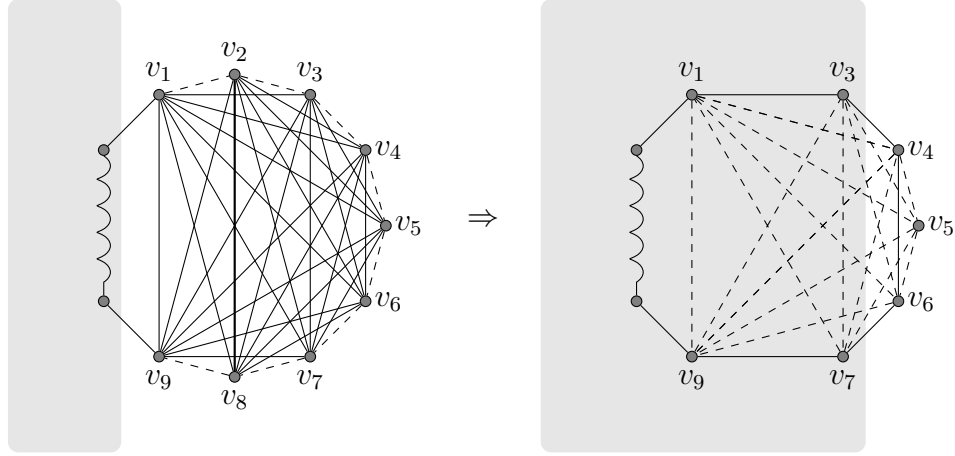 v₂
v₁ v₃
v₄
v₅
v₆
v₉ v₇
v₈
⇒
v₁ v₃
v₄
v₅
v₆
v₉ v₇